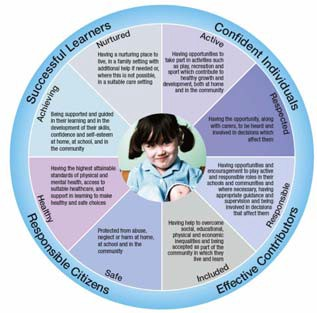 Successful Learners
Confident Individuals
Nurtured
Having a nurturing place to
live, in a family setting with
additional help if needed or,
where this is not possible,
in a suitable care setting
Active
Having opportunities to
take part in activities such
as play, recreation and
sport which contribute to
healthy growth and
development, both at home
and in the community
Achieving
Being supported and guided
in their learning and in the
development of their skills,
confidence and self-esteem
at home, at school, and in
the community
Respected
Having the opportunity, along
with carers, to be heard and
involved in decisions which
affect them
Healthy
Having the highest attainable
standards of physical and
mental health, access to
suitable healthcare, and
support in learning to make
healthy and safe choices
Responsible
Having opportunities and
encouragement to play active
and responsible roles in their
schools and communities
and where necessary, having
appropriate guidance and
supervision and being
involved in decisions
that affect them
Safe
Protected from abuse,
neglect or harm at home,
at school and in the
community
Included
Having help to overcome
social, educational,
physical and economic
inequalities and being
accepted as part of the
community in which they
live and learn
Responsible Citizens
Effective Contributors